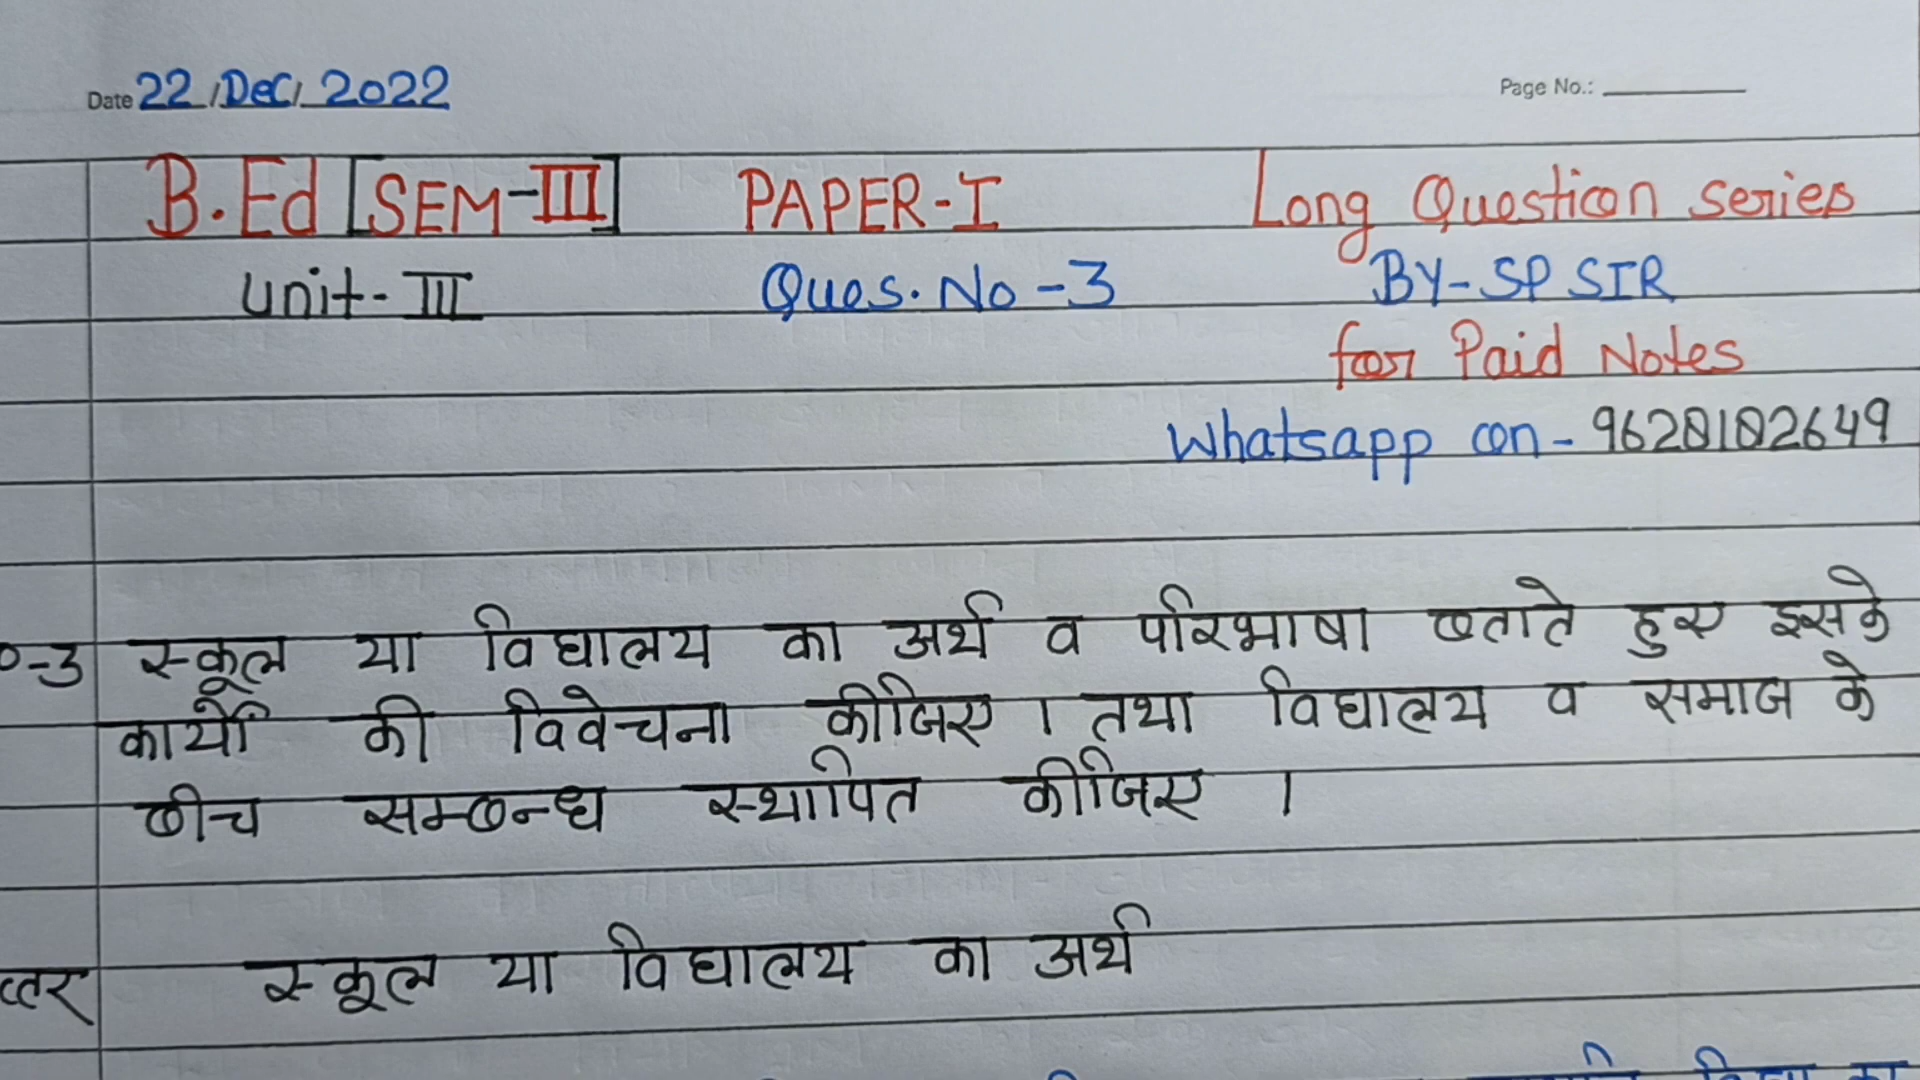 Date 22/Dec/2022 Page No.:
B.Ed [SEM-III] PAPER-I Long Question series
Unit-III Ques. No-3 BY-SP SIR
for Paid Notes
Whatsapp on- 9620102649
-3 स्कूल या विद्यालय का अर्थ व परिभाषा बताते हुए इसके
कार्यों की विवेचना कीजिए । तथा विद्यालय व समाज के
बीच सम्बन्ध स्थापित कीजिए ।
त्तर स्कूल या विद्यालय का अर्थ